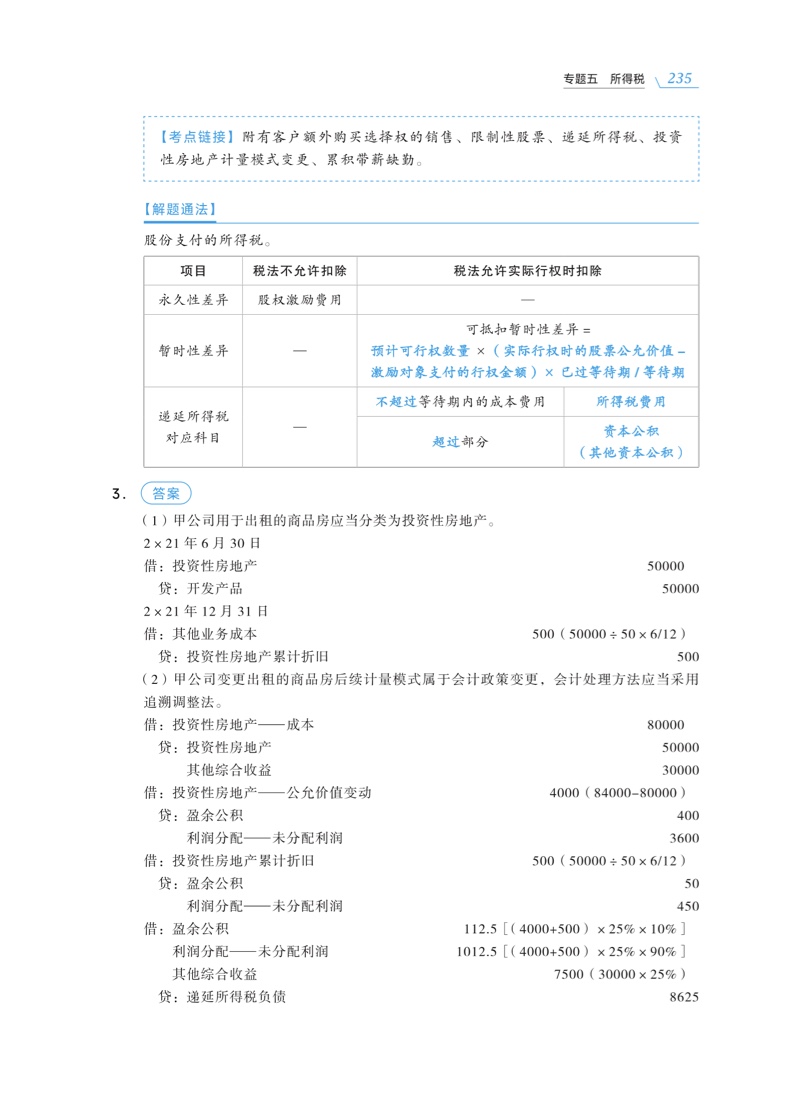 专题五 所得税 235
【考点链接】附有客户额外购买选择权的销售、限制性股票、递延所得税、投资
性房地产计量模式变更、累积带薪缺勤。
【解题通法】
股份支付的所得税。
项目 税法不允许扣除 税法允许实际行权时扣除
永久性差异 股权激励费用 —
暂时性差异 — 可抵扣暂时性差异 =
预计可行权数量 ×（实际行权时的股票公允价值 –
激励对象支付的行权金额）× 已过等待期 / 等待期
递延所得税
对应科目
—
不超过等待期内的成本费用 所得税费用
超过部分 资本公积
（其他资本公积）
3. 答案
（1）甲公司用于出租的商品房应当分类为投资性房地产。
2×21 年 6 月 30 日
借：投资性房地产 50000
贷：开发产品 50000
2×21 年 12 月 31 日
借：其他业务成本 500（50000÷50×6/12）
贷：投资性房地产累计折旧 500
（2）甲公司变更出租的商品房后续计量模式属于会计政策变更，会计处理方法应当采用
追溯调整法。
借：投资性房地产——成本 80000
贷：投资性房地产 50000
其他综合收益 30000
借：投资性房地产——公允价值变动 4000（84000–80000）
贷：盈余公积 400
利润分配——未分配利润 3600
借：投资性房地产累计折旧 500（50000÷50×6/12）
贷：盈余公积 50
利润分配——未分配利润 450
借：盈余公积 112.5［（4000+500）×25%×10%］
利润分配——未分配利润 1012.5［（4000+500）×25%×90%］
其他综合收益 7500（30000×25%）
贷：递延所得税负债 8625